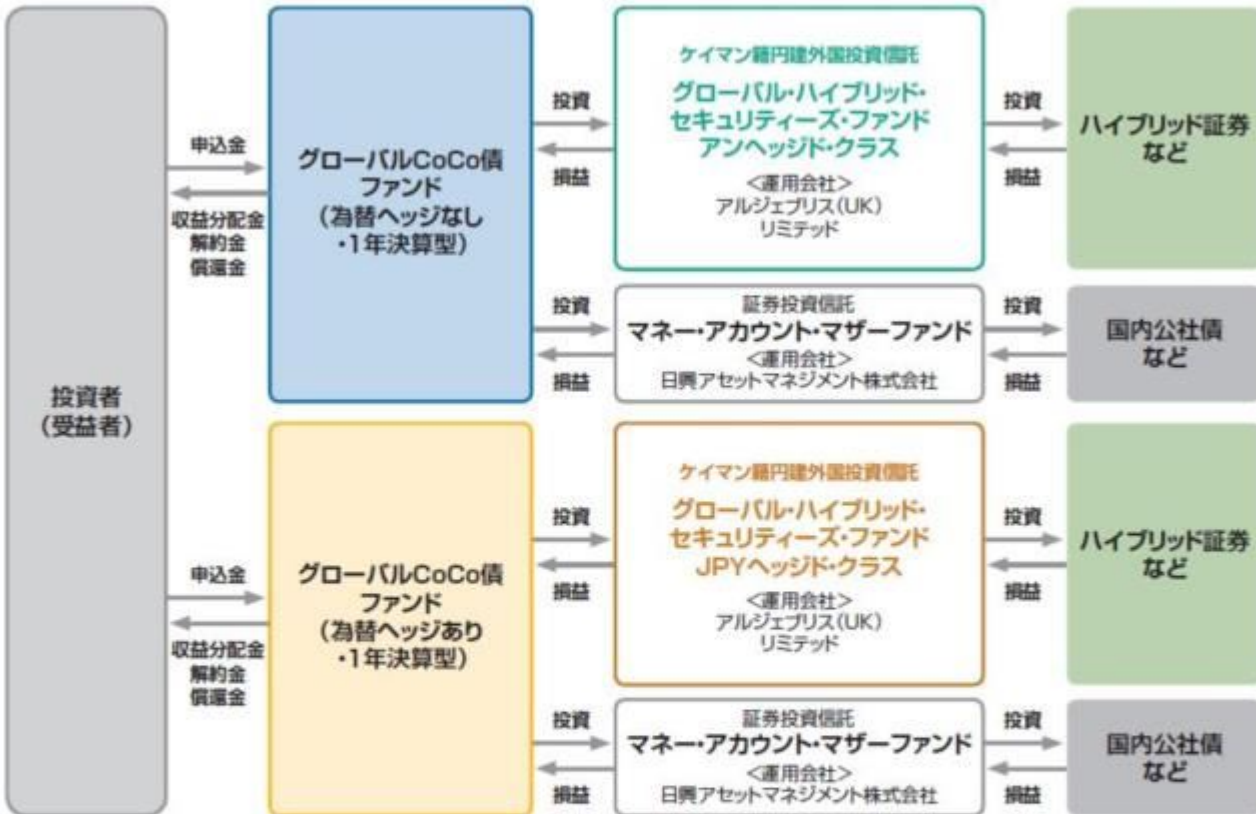 投資者
(受益者)
申込金
収益分配金
解約金
償還金
グローバルCoCo債
ファンド
(為替ヘッジなし
・1年決算型)
投資
損益
ケイマン籍円建外国投資信託
グローバル・ハイブリッド・
セキュリティーズ・ファンド
アンヘッジド・クラス
<運用会社>
アルジェブリス(UK)
リミテッド
投資
損益
ハイブリッド証券
など
投資
損益
証券投資信託
マネー・アカウント・マザーファンド
<運用会社>
日興アセットマネジメント株式会社
投資
損益
国内公社債
など
申込金
収益分配金
解約金
償還金
グローバルCoCo債
ファンド
(為替ヘッジあり
・1年決算型)
投資
損益
ケイマン籍円建外国投資信託
グローバル・ハイブリッド・
セキュリティーズ・ファンド
JPYヘッジド・クラス
<運用会社>
アルジェブリス(UK)
リミテッド
投資
損益
ハイブリッド証券
など
投資
損益
証券投資信託
マネー・アカウント・マザーファンド
<運用会社>
日興アセットマネジメント株式会社
投資
損益
国内公社債
など